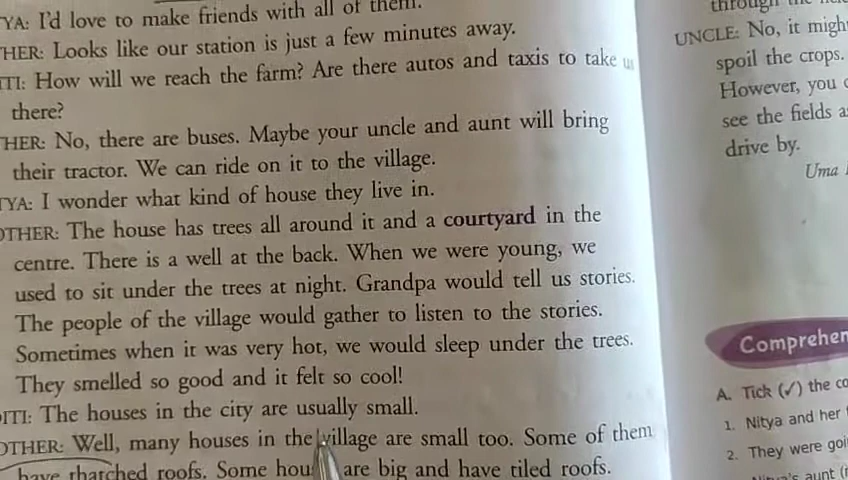 YA: I'd love to make friends with all of them.
HER: Looks like our station is just a few minutes away.
ITI: How will we reach the farm? Are there autos and taxis to take us
there?
HER: No, there are buses. Maybe your uncle and aunt will bring
their tractor. We can ride on it to the village.
TYA: I wonder what kind of house they live in.
OTHER: The house has trees all around it and a courtyard in the
centre. There is a well at the back. When we were young, we
used to sit under the trees at night. Grandpa would tell us stories.
The people of the village would gather to listen to the stories.
Sometimes when it was very hot, we would sleep under the trees.
They smelled so good and it felt so cool!
ITI: The houses in the city are usually small.
OTHER: Well, many houses in the village are small too. Some of them
have thatched roofs. Some hou are big and have tiled roofs.
through the
UNCLE: No, it migh
spoil the crops.
However, you c
see the fields a
drive by.
Uma
Comprehen
A. Tick (✓) the co
1. Nitya and her
2. They were goi
aunt